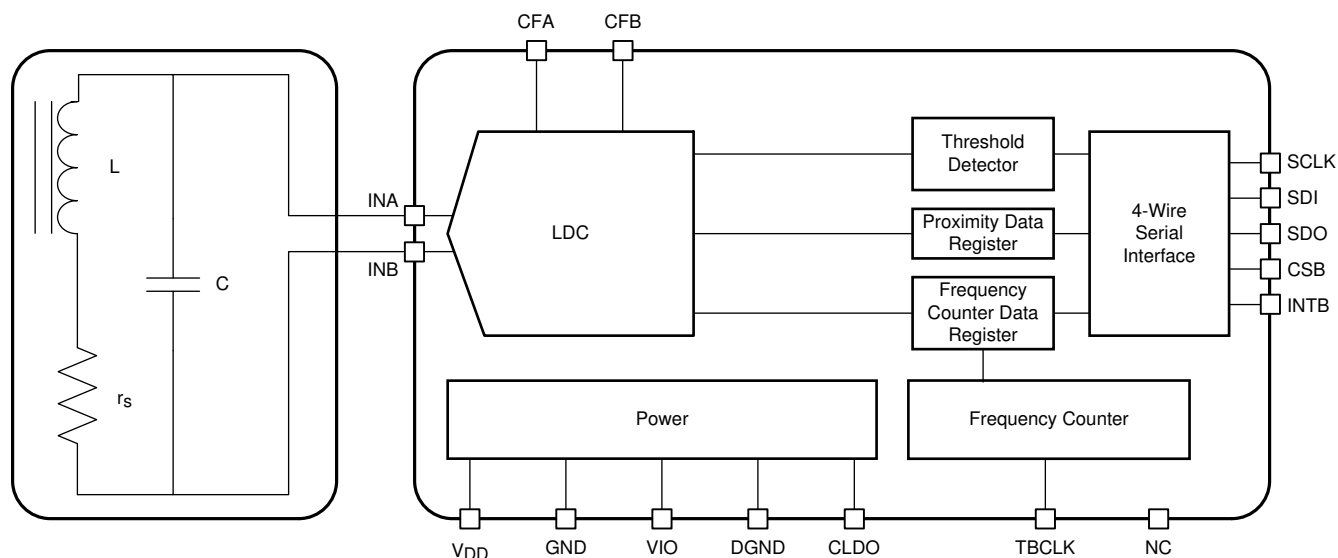 CFA
CFB
L
C
rS
INA
INB
LDC
Threshold
Detector
Proximity Data
Register
Frequency
Counter Data
Register
4-Wire
Serial
Interface
SCLK
SDI
SDO
CSB
INTB
Power
Frequency Counter
VDD
GND
VIO
DGND
CLDO
TBCLK
NC